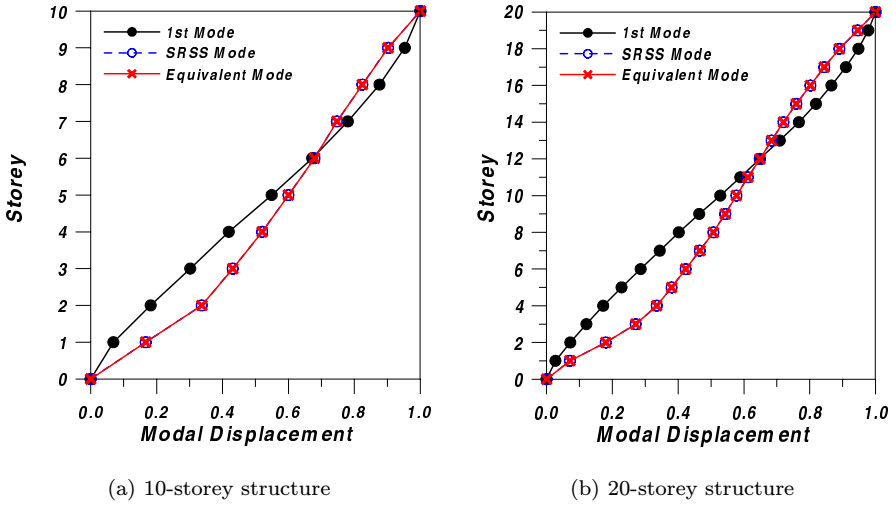 10
9
8
7
6
5
4
3
2
1
0
Storey
1st Mode
SRSS Mode
Equivalent Mode
0.0 0.2 0.4 0.6 0.8 1.0
Modal Displacement
(a) 10-storey structure
20
18
16
14
12
10
8
6
4
2
0
Storey
1st Mode
SRSS Mode
Equivalent Mode
0.0 0.2 0.4 0.6 0.8 1.0
Modal Displacement
(b) 20-storey structure